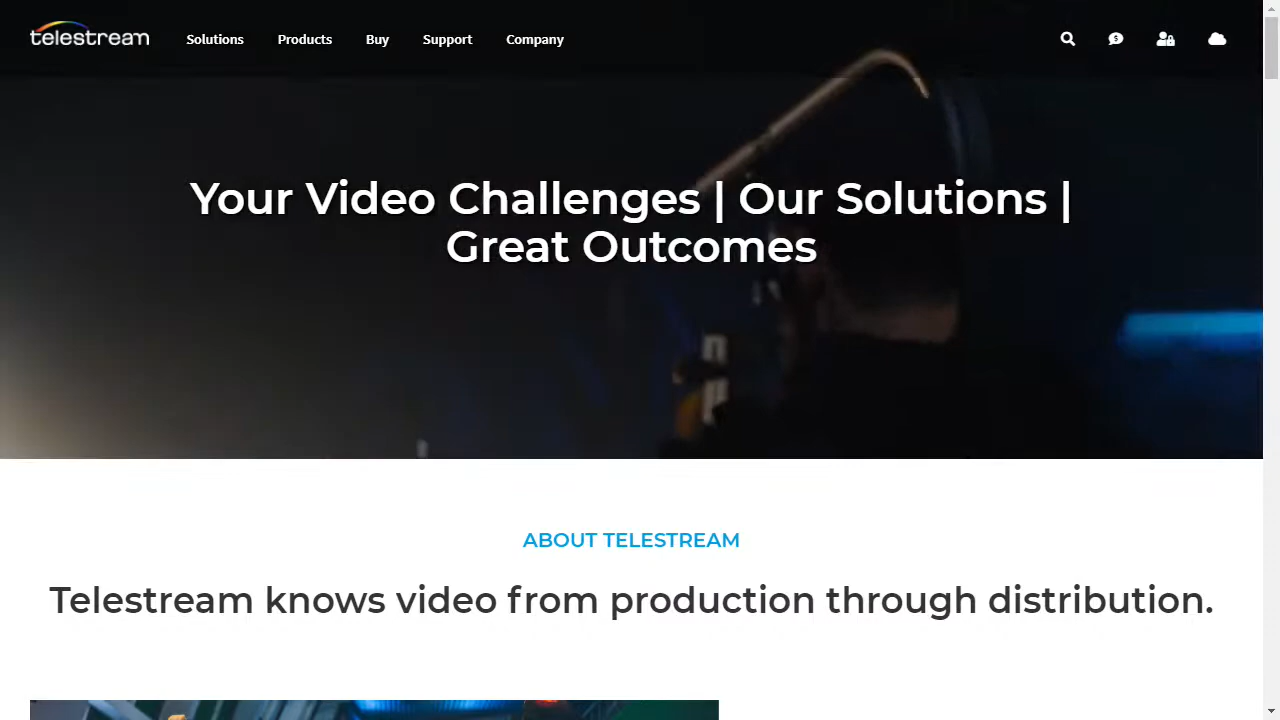 telestream
Solutions
Products
Buy
Support
Company
$
Your Video Challenges | Our Solutions |
Great Outcomes
ABOUT TELESTREAM
Telestream knows video from production through distribution.